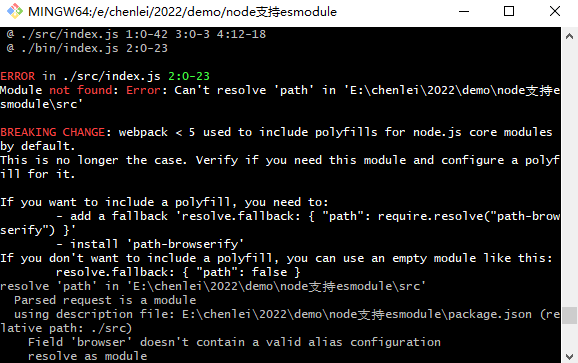 MINGW64:/e/chenlei/2022/demo/node支持esmodule
@ ./src/index.js 1:0-42 3:0-3 4:12-18
@ ./bin/index.js 2:0-23
ERROR in ./src/index.js 2:0-23
Module not found: Error: Can't resolve 'path' in 'E:\chenlei\2022\demo\node支持e
smodule\src'
BREAKING CHANGE: webpack < 5 used to include polyfills for node.js core modules
by default.
This is no longer the case. Verify if you need this module and configure a polyf
ill for it.
If you want to include a polyfill, you need to:
- add a fallback 'resolve.fallback: { "path": require.resolve("path-brow
serify") }'
- install 'path-browserify'
If you don't want to include a polyfill, you can use an empty module like this:
resolve.fallback: { "path": false }
resolve 'path' in 'E:\chenlei\2022\demo\node支持esmodule\src'
Parsed request is a module
using description file: E:\chenlei\2022\demo\node支持esmodule\package.json (re
lative path: ./src)
Field 'browser' doesn't contain a valid alias configuration
resolve as module